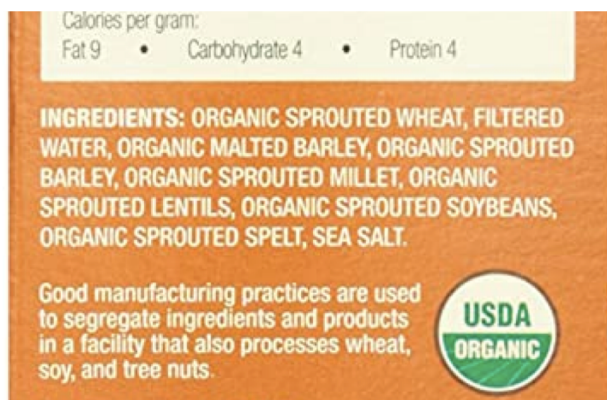 Calories per gram:
Fat 9 • Carbohydrate 4 • Protein 4
INGREDIENTS: ORGANIC SPROUTED WHEAT, FILTERED
WATER, ORGANIC MALTED BARLEY, ORGANIC SPROUTED
BARLEY, ORGANIC SPROUTED MILLET, ORGANIC
SPROUTED LENTILS, ORGANIC SPROUTED SOYBEANS,
ORGANIC SPROUTED SPELT, SEA SALT.
Good manufacturing practices are used
to segregate ingredients and products
in a facility that also processes wheat,
soy, and tree nuts.
USDA
ORGANIC